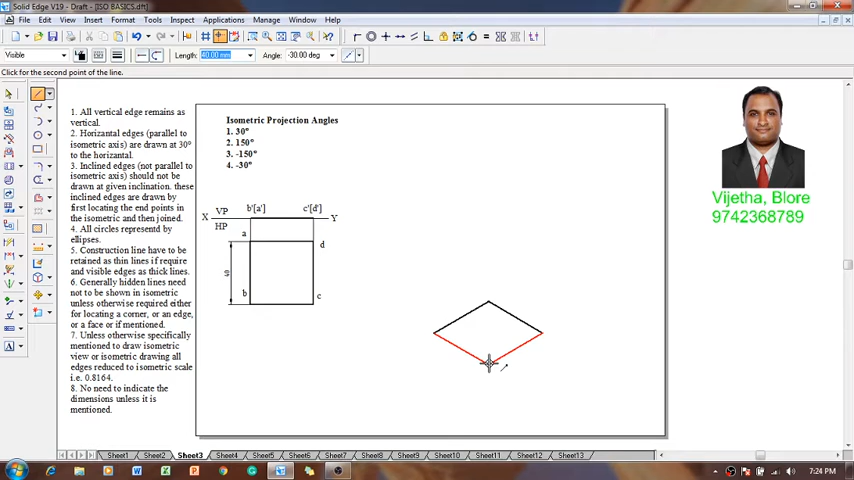 Solid Edge V19 - Draft - [ISO BASICS.dft]
File Edit View Insert Format Tools Inspect Applications Manage Window Help
Visible
Length: 40.00 mm
Angle: -30.00 deg
Click for the second point of the line.
1. All vertical edge remains as
vertical.
2. Horizantal edges (parallel to
isometric axis) are drawn at 30°
to the horizantal.
3. Inclined edges (not parallel to
isometric axis) should not be
drawn at given inclination. these
inclined edges are drawn by
first locating the end points in
the isometric and then joined.
4. All circles representd by
ellipses.
5. Construction line have to be
retained as thin lines if require
and visible edges as thick lines.
6. Generally hidden lines need
not to be shown in isometric
unless otherwise required either
for locating a corner, or an edge,
or a face or if mentioned.
7. Unless otherwise specifically
mentioned to draw isometric
view or isometric drawing all
edges reduced to isometric scale
i.e. 0.8164.
8. No need to indicate the
dimensions unless it is
mentioned.
Isometric Projection Angles
1. 30°
2. 150°
3. -150°
4. -30°
b'[a'] c'[d']
X VP Y
HP
a
d
40
b
c
Vijetha, Blore
9742368789
Sheet1 Sheet2 Sheet3 Sheet4 Sheet5 Sheet6 Sheet7 Sheet8 Sheet9 Sheet10 Sheet11 Sheet12 Sheet13
7:24 PM